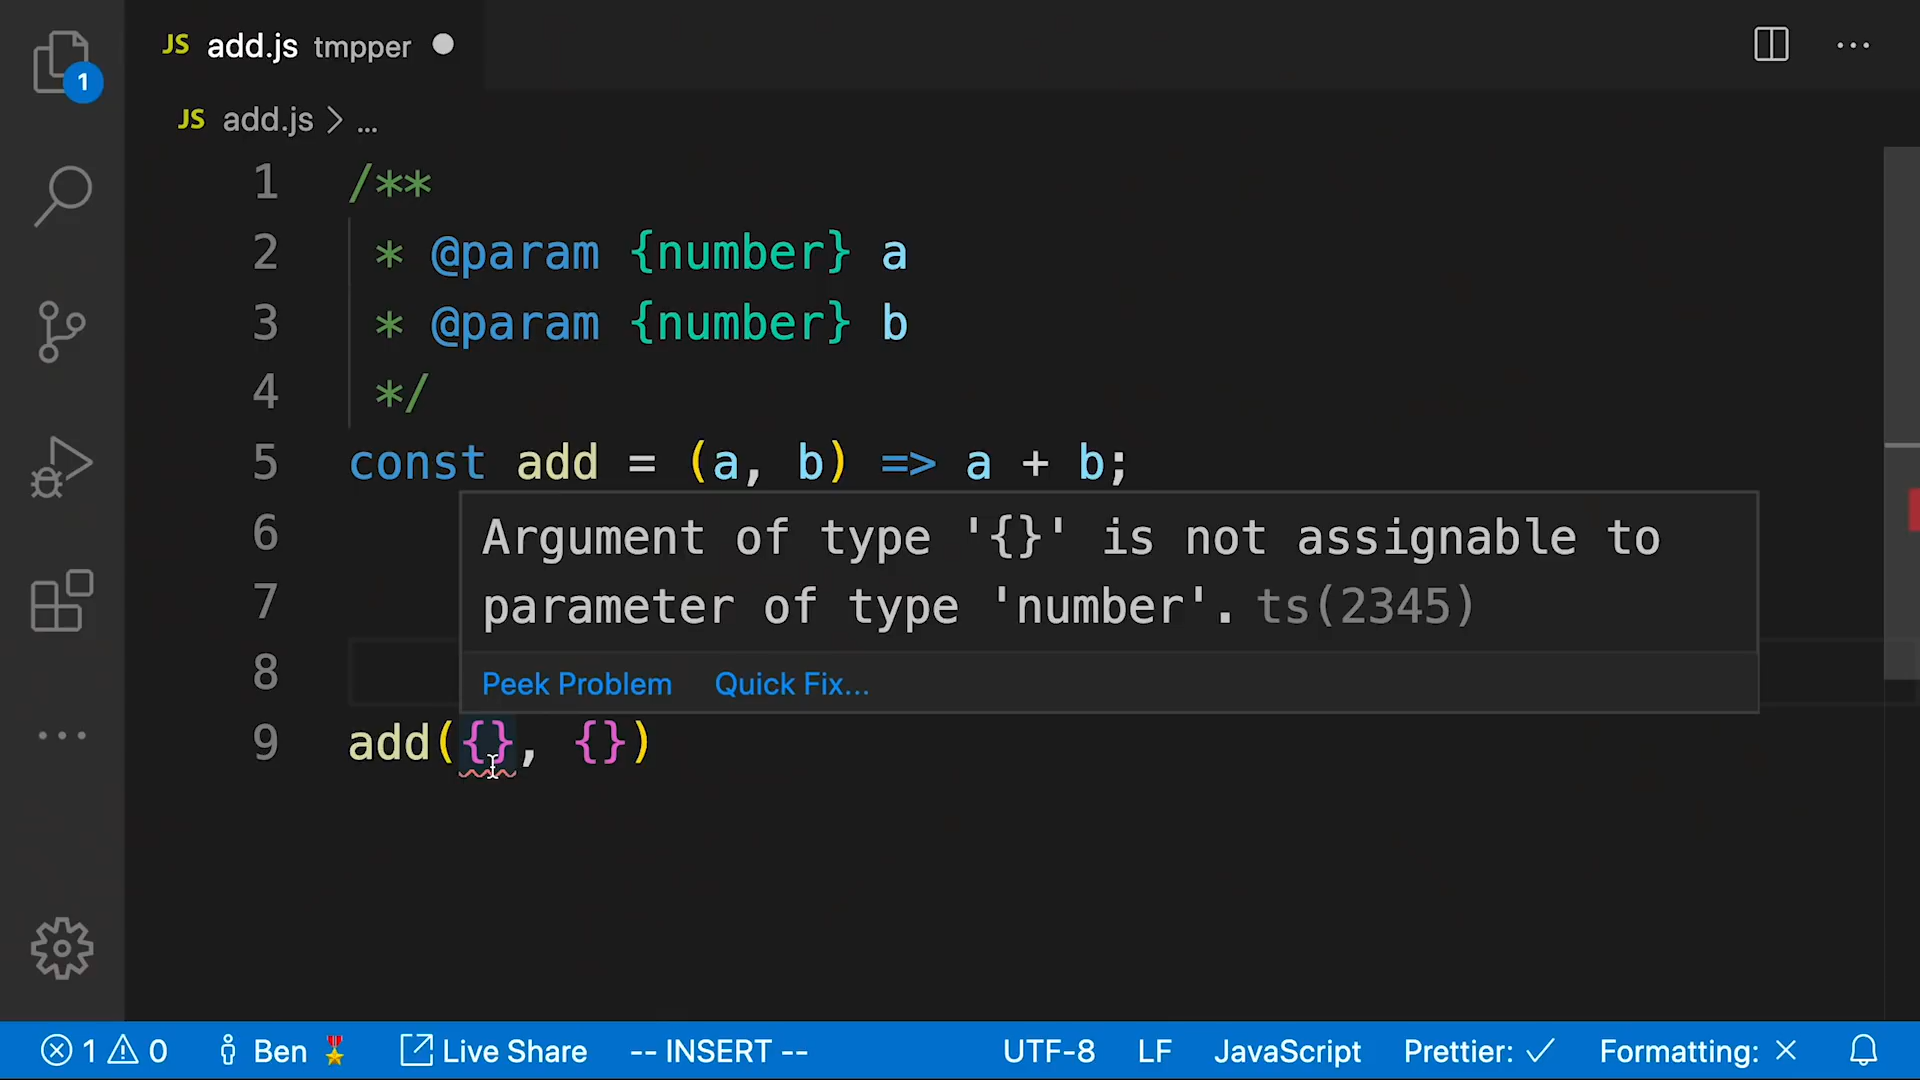 JS add.js tmpper
1
JS add.js > ...
1 /**
2 * @param {number} a
3 * @param {number} b
4 */
5 const add = (a, b) => a + b;
6
Argument of type '{}' is not assignable to
7
parameter of type 'number'. ts(2345)
8
Peek Problem Quick Fix...
9 add({}, {})
1 0 Ben Live Share -- INSERT -- UTF-8 LF JavaScript Prettier: ✓ Formatting: ×